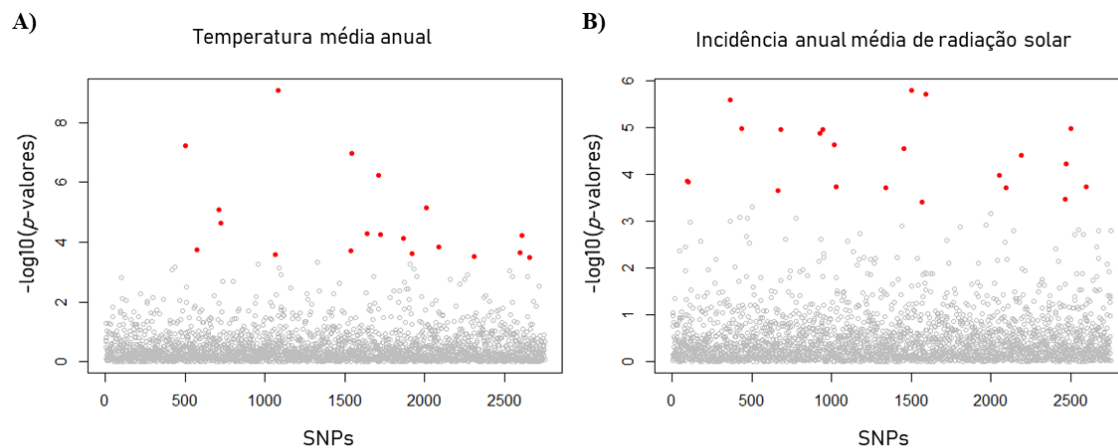 A)
Temperatura média anual
-log10(p-valores)
8
6
4
2
0
0 500 1000 1500 2000 2500
SNPs
B)
Incidência anual média de radiação solar
-log10(p-valores)
6
5
4
3
2
1
0
0 500 1000 1500 2000 2500
SNPs